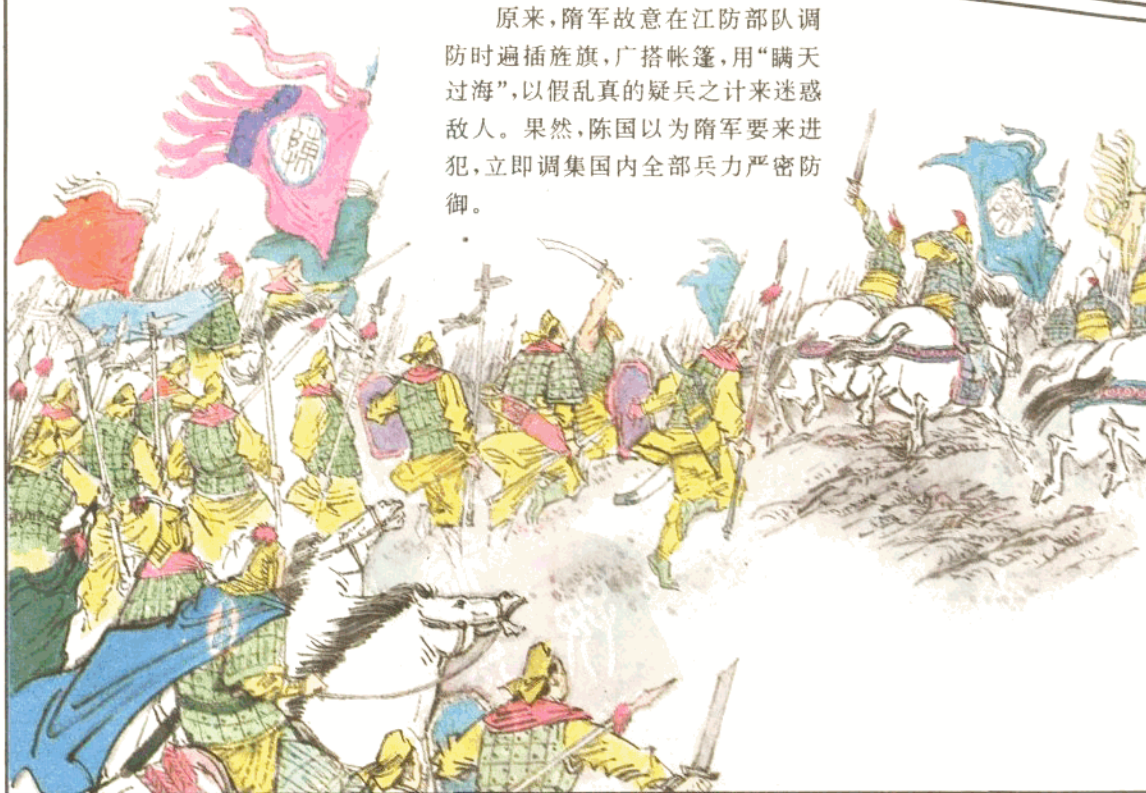 原来,隋军故意在江防部队调
防时遍插旌旗,广搭帐篷,用“瞒天
过海”,以假乱真的疑兵之计来迷惑
敌人。果然,陈国以为隋军要来进
犯,立即调集国内全部兵力严密防
御。
隋